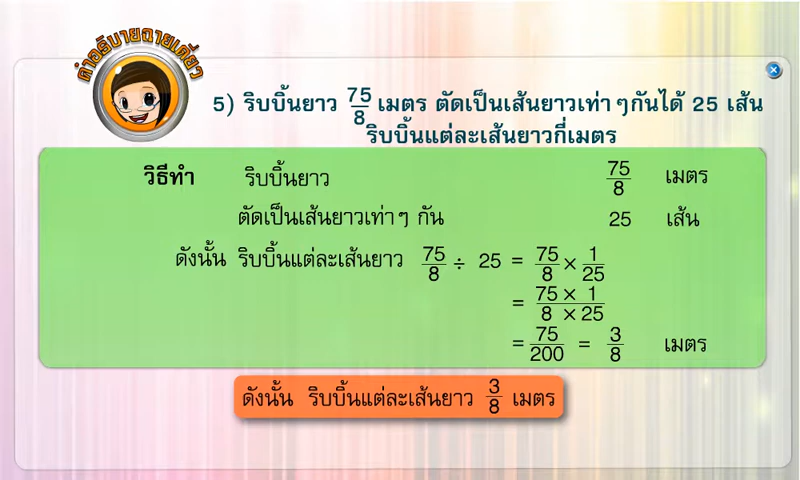 คำอธิบายฉายเดี่ยว
5) ริบบิ้นยาว 75/8 เมตร ตัดเป็นเส้นยาวเท่า ๆกันได้ 25 เส้น
ริบบิ้นแต่ละเส้นยาวกี่เมตร
วิธีทำ ริบบิ้นยาว 75/8 เมตร
ตัดเป็นเส้นยาวเท่าๆ กัน 25 เส้น
ดังนั้น ริบบิ้นแต่ละเส้นยาว 75/8 ÷ 25 = 75/8 × 1/25
= 75 × 1/8 × 25
= 75/200 = 3/8 เมตร
ดังนั้น ริบบิ้นแต่ละเส้นยาว 3/8 เมตร